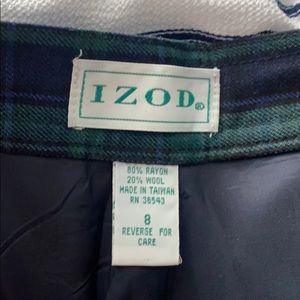 IZOD®
80% RAYON
20% WOOL
MADE IN TAIWAN
RN 36543
8
REVERSE FOR
CARE